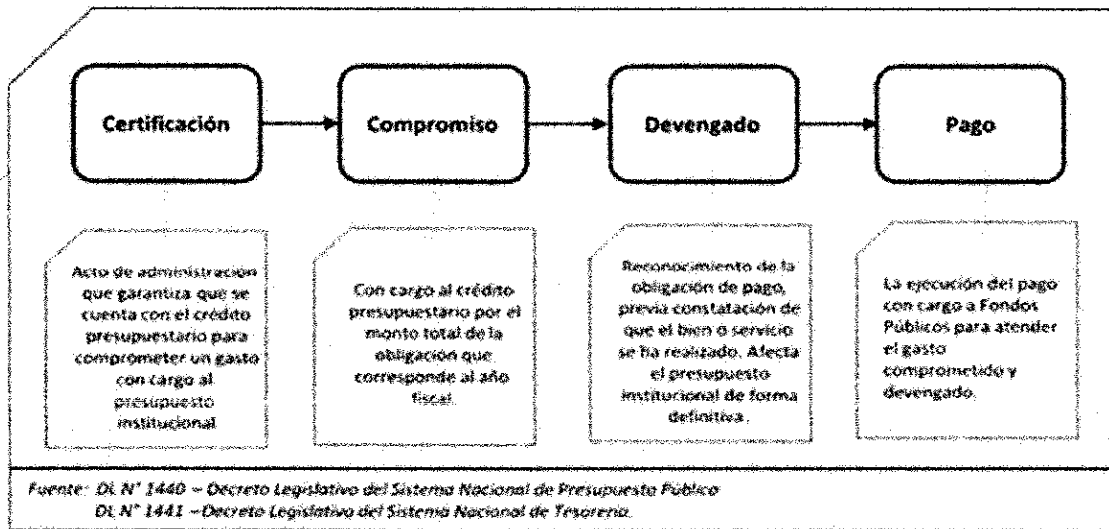 Certificación
Compromiso
Devengado
Pago
Acto de administración
que garantiza que se
cuenta con el crédito
presupuestario para
comprometer un gasto
con cargo al
presupuesto
institucional
Con cargo al crédito
presupuestario por el
monto total de la
obligación que
corresponde al año
fiscal.
Reconocimiento de la
obligación de pago,
previa constatación de
que el bien o servicio
se ha realizado. Afecta
el presupuesto
institucional de forma
definitiva.
La ejecución del pago
con cargo a Fondos
Públicos para atender
el gasto
comprometido y
devengado.
Fuente: DL N° 1440 – Decreto Legislativo del Sistema Nacional de Presupuesto Público
DL N° 1441 – Decreto Legislativo del Sistema Nacional de Tesorería.